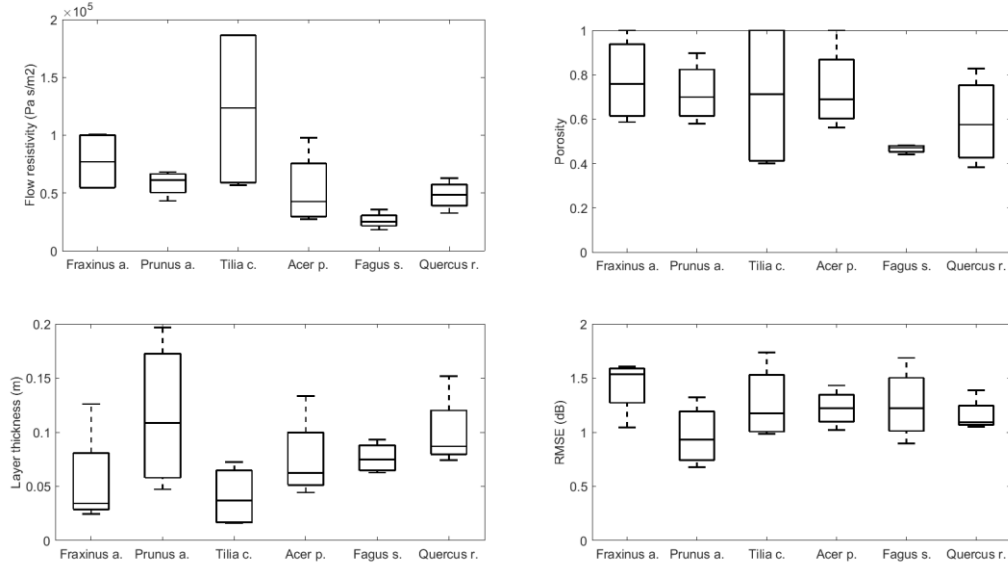 ×10⁵
2
1.5
1
0.5
0
Flow resistivity (Pa s/m2)
Fraxinus a. Prunus a. Tilia c. Acer p. Fagus s. Quercus r.
1
0.8
0.6
0.4
0.2
0
Porosity
Fraxinus a. Prunus a. Tilia c. Acer p. Fagus s. Quercus r.
0.2
0.15
0.1
0.05
0
Layer thickness (m)
Fraxinus a. Prunus a. Tilia c. Acer p. Fagus s. Quercus r.
2
1.5
1
0.5
0
RMSE (dB)
Fraxinus a. Prunus a. Tilia c. Acer p. Fagus s. Quercus r.